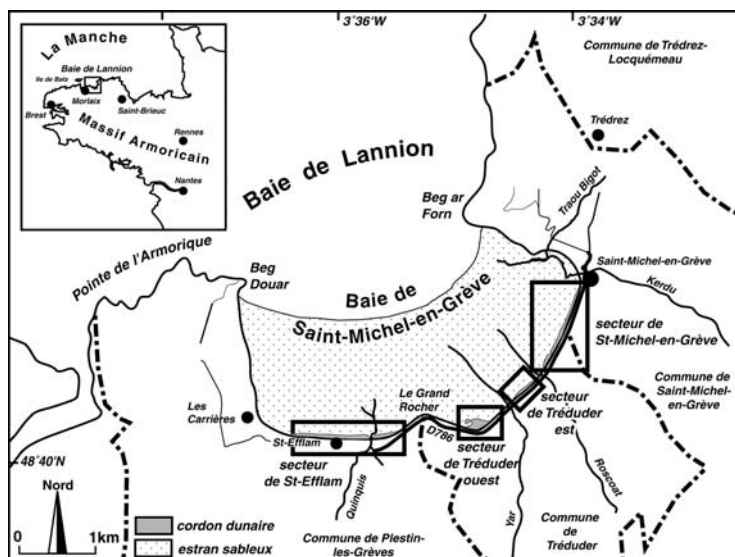 3°36'W
3°34'W
La Manche
Baie de Lannion
Ile de Batz
Morlaix
Saint-Brieuc
Brest
Massif Armoricain
Rennes
Nantes
Commune de Trédrez-
Locquémeau
Trédrez
Baie de Lannion
Beg ar
Forn
Traou Bigot
Pointe de l'Armorique
Beg
Douar
Saint-Michel-en-Grève
Kerdu
Baie de
Saint-Michel-en-Grève
secteur de
St-Michel-en-Grève
Commune de
Saint-Michel-
en-Grève
Le Grand
Rocher
secteur
de Tréduder
est
Les
Carrières
St-Efflam
D786
secteur
de Tréduder
ouest
secteur
de St-Efflam
48°40'N
Quinquis
Yar
Roscoat
Nord
0 1km
cordon dunaire
estran sableux
Commune de Plestin-
les-Grèves
Commune
de
Tréduder